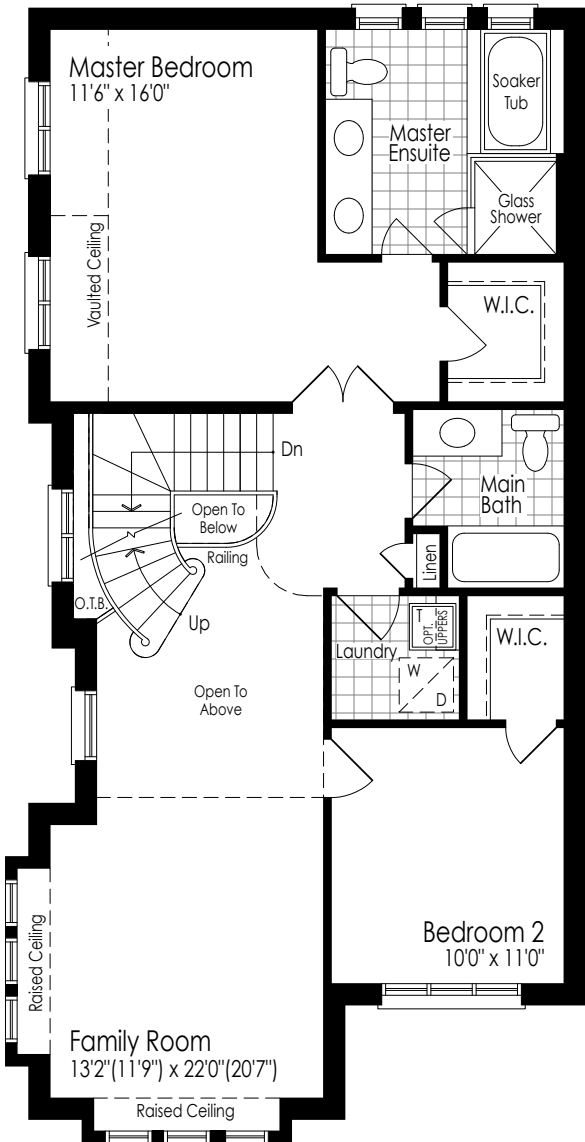 Master Bedroom
11'6" x 16'0"
Master
Ensuite
Soaker
Tub
Glass
Shower
Vaulted Ceiling
W.I.C.
Dn
Open To
Below
Railing
Main
Bath
Linen
O.T.B.
Up
Laundry
T
OPT.
UPPERS
W
D
W.I.C.
Open To
Above
Bedroom 2
10'0" x 11'0"
Raised Ceiling
Family Room
13'2"(11'9") x 22'0"(20'7")
Raised Ceiling